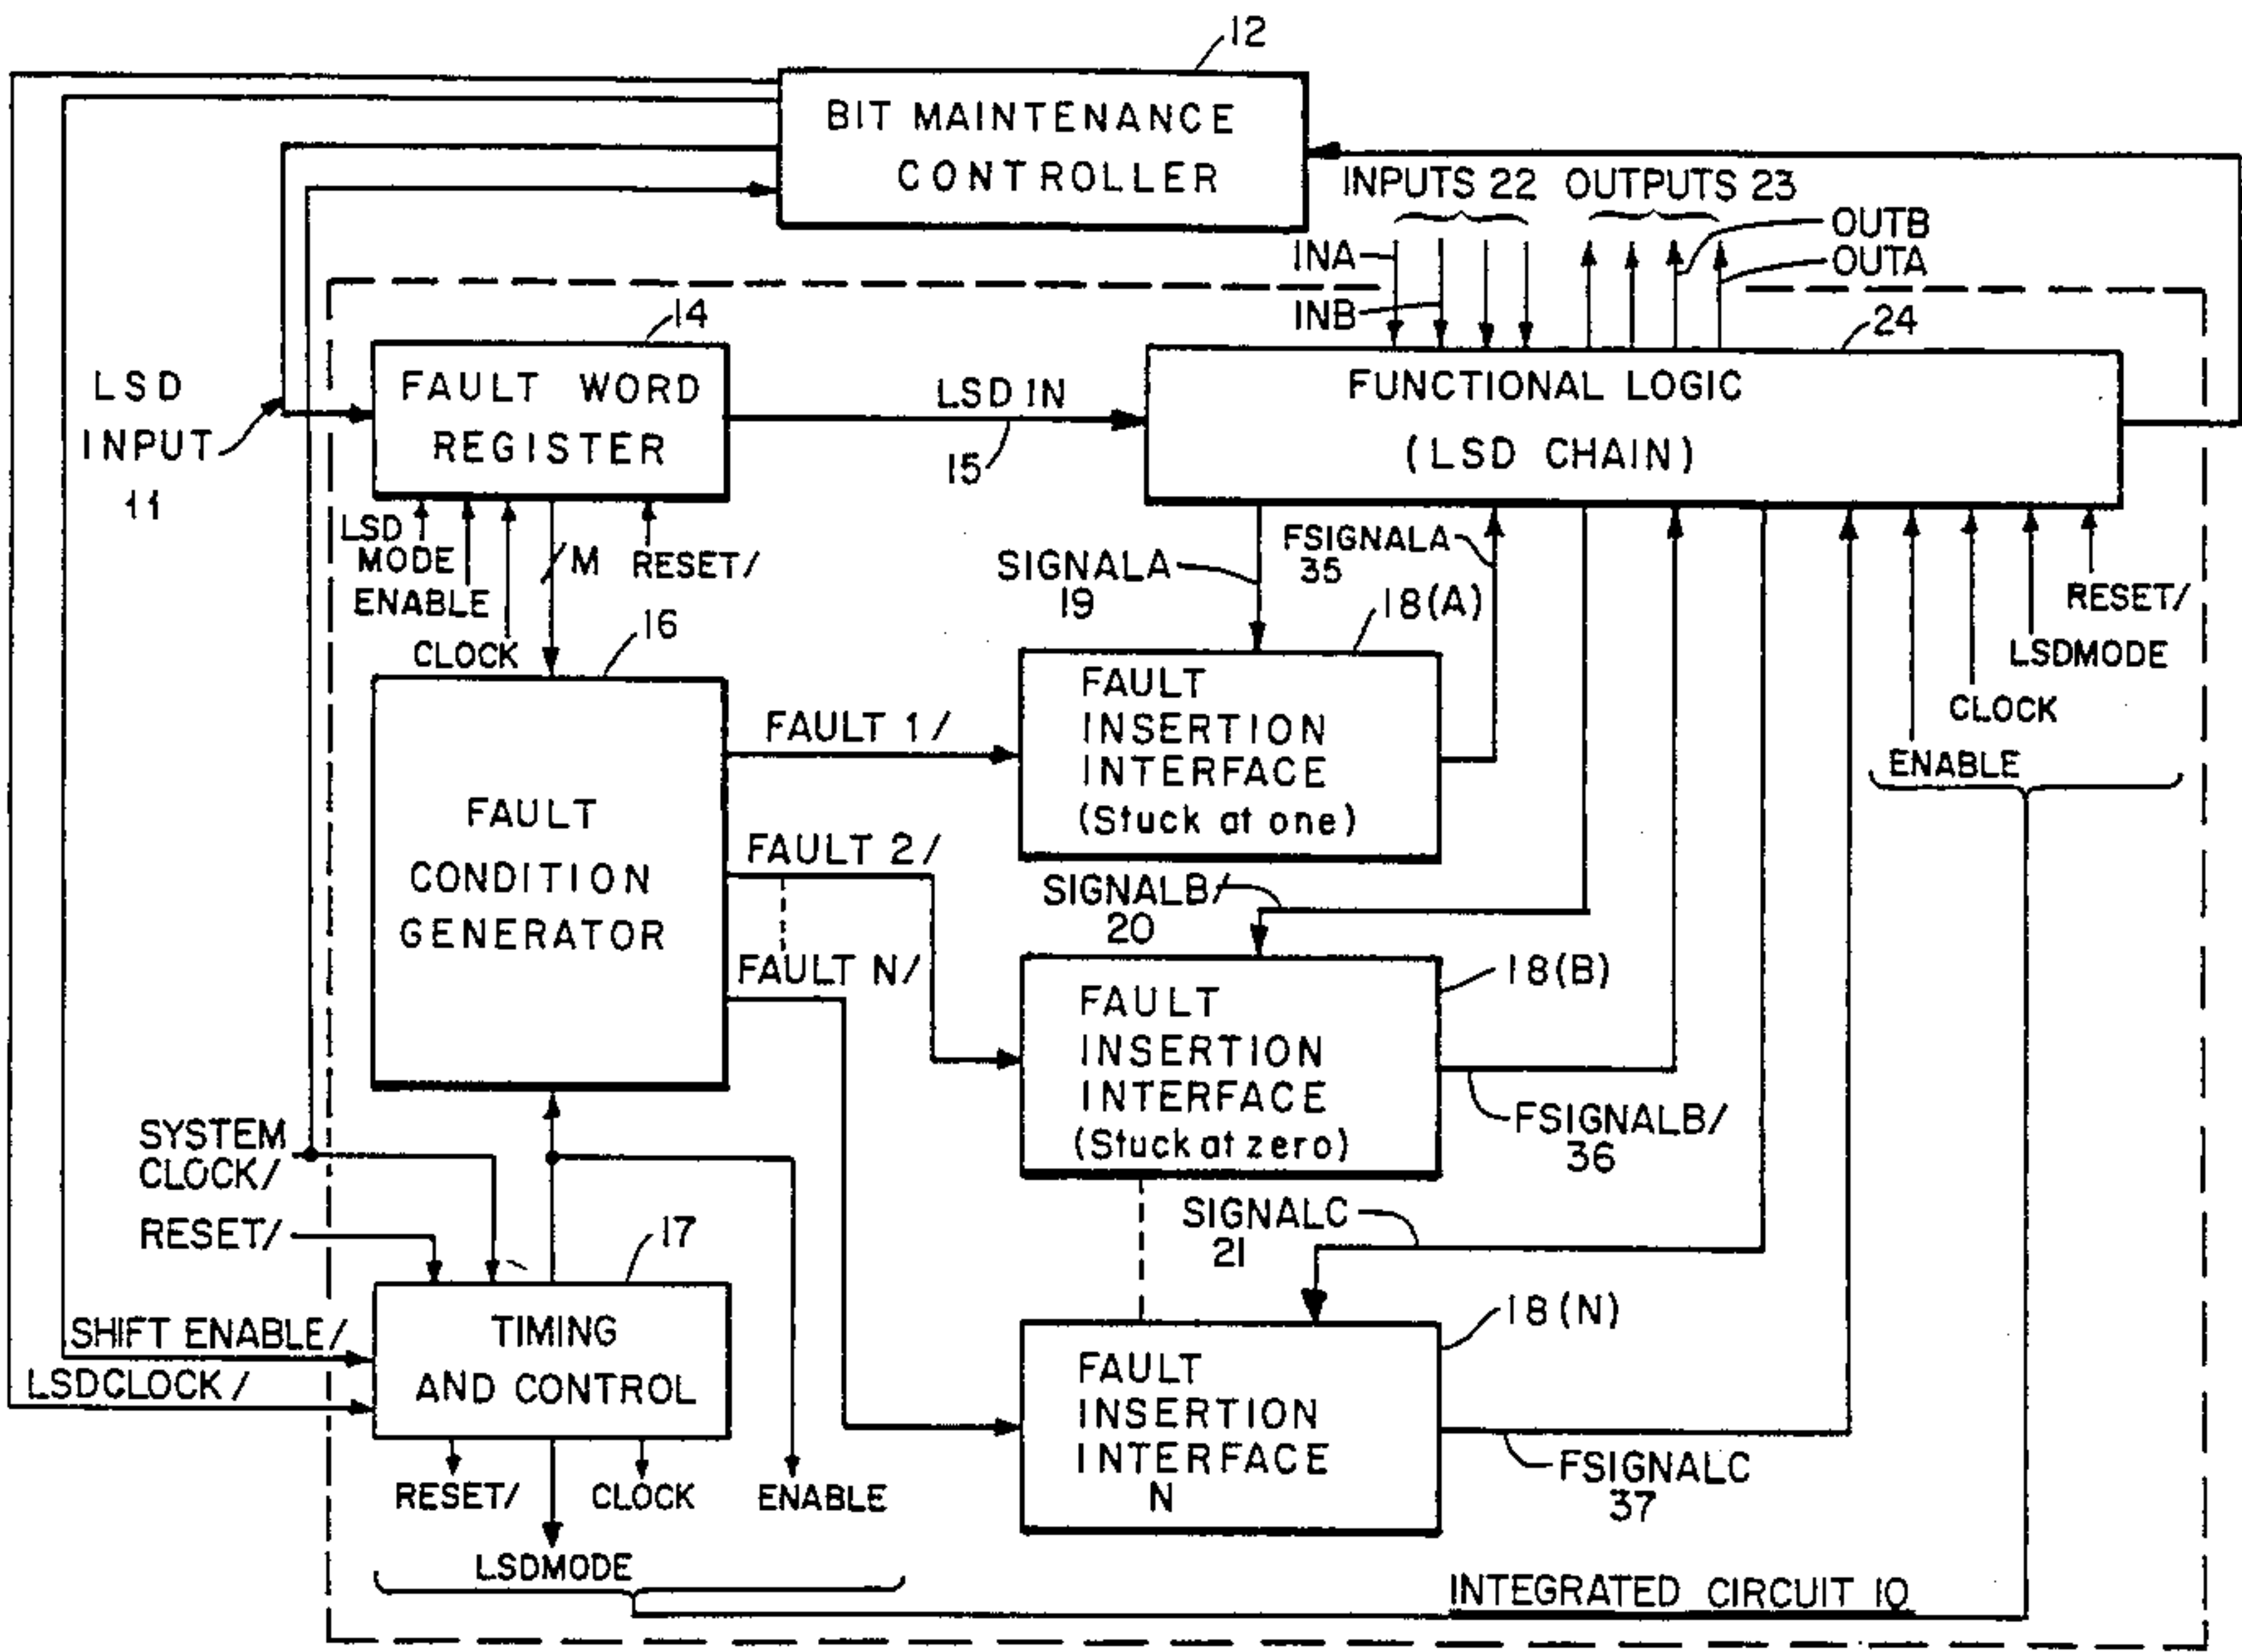 12
BIT MAINTENANCE
CONTROLLER
INPUTS 22 OUTPUTS 23
OUTB
INA
OUTA
INB
14
24
LSD
INPUT
11
FAULT WORD
REGISTER
LSD IN
15
FUNCTIONAL LOGIC
(LSD CHAIN)
LSD
MODE
ENABLE
CLOCK
/M
RESET/
SIGNALA
19
FSIGNALA
35
18(A)
RESET/
LSDMODE
CLOCK
ENABLE
16
FAULT
CONDITION
GENERATOR
FAULT 1/
FAULT 2/
FAULT N/
FAULT
INSERTION
INTERFACE
(Stuck at one)
SIGNALB/
20
18(B)
FAULT
INSERTION
INTERFACE
(Stuck at zero)
FSIGNALB/
36
SYSTEM
CLOCK/
RESET/
17
SIGNALC
21
18(N)
SHIFT ENABLE/
LSDCLOCK/
TIMING
AND CONTROL
FAULT
INSERTION
INTERFACE
N
FSIGNALC
37
RESET/
CLOCK
ENABLE
LSDMODE
INTEGRATED CIRCUIT 10